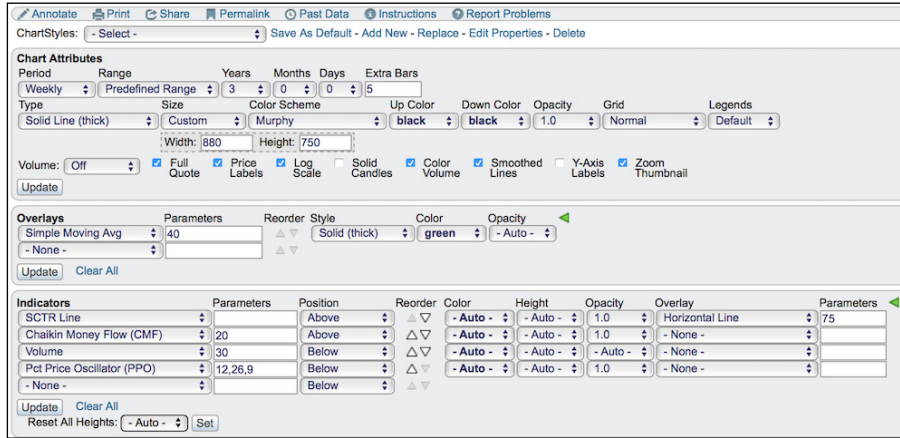 Annotate Print Share Permalink Past Data Instructions Report Problems
ChartStyles: - Select - Save As Default - Add New - Replace - Edit Properties - Delete
Chart Attributes
Period Range Years Months Days Extra Bars
Weekly Predefined Range 3 0 0 5
Type Size Color Scheme Up Color Down Color Opacity Grid Legends
Solid Line (thick) Custom Murphy black black 1.0 Normal Default
Width: 880 Height: 750
Volume: Off Full Quote Price Labels Log Scale Solid Candles Color Volume Smoothed Lines Y-Axis Labels Zoom Thumbnail
Update
Overlays Parameters Reorder Style Color Opacity
Simple Moving Avg 40 Solid (thick) green - Auto -
- None -
Update Clear All
Indicators Parameters Position Reorder Color Height Opacity Overlay Parameters
SCTR Line Above - Auto - - Auto - 1.0 Horizontal Line 75
Chaikin Money Flow (CMF) 20 Above - Auto - - Auto - 1.0 - None -
Volume 30 Below - Auto - - Auto - - Auto - - None -
Pct Price Oscillator (PPO) 12,26,9 Below - Auto - - Auto - 1.0 - None -
- None - Below
Update Clear All
Reset All Heights: - Auto - Set